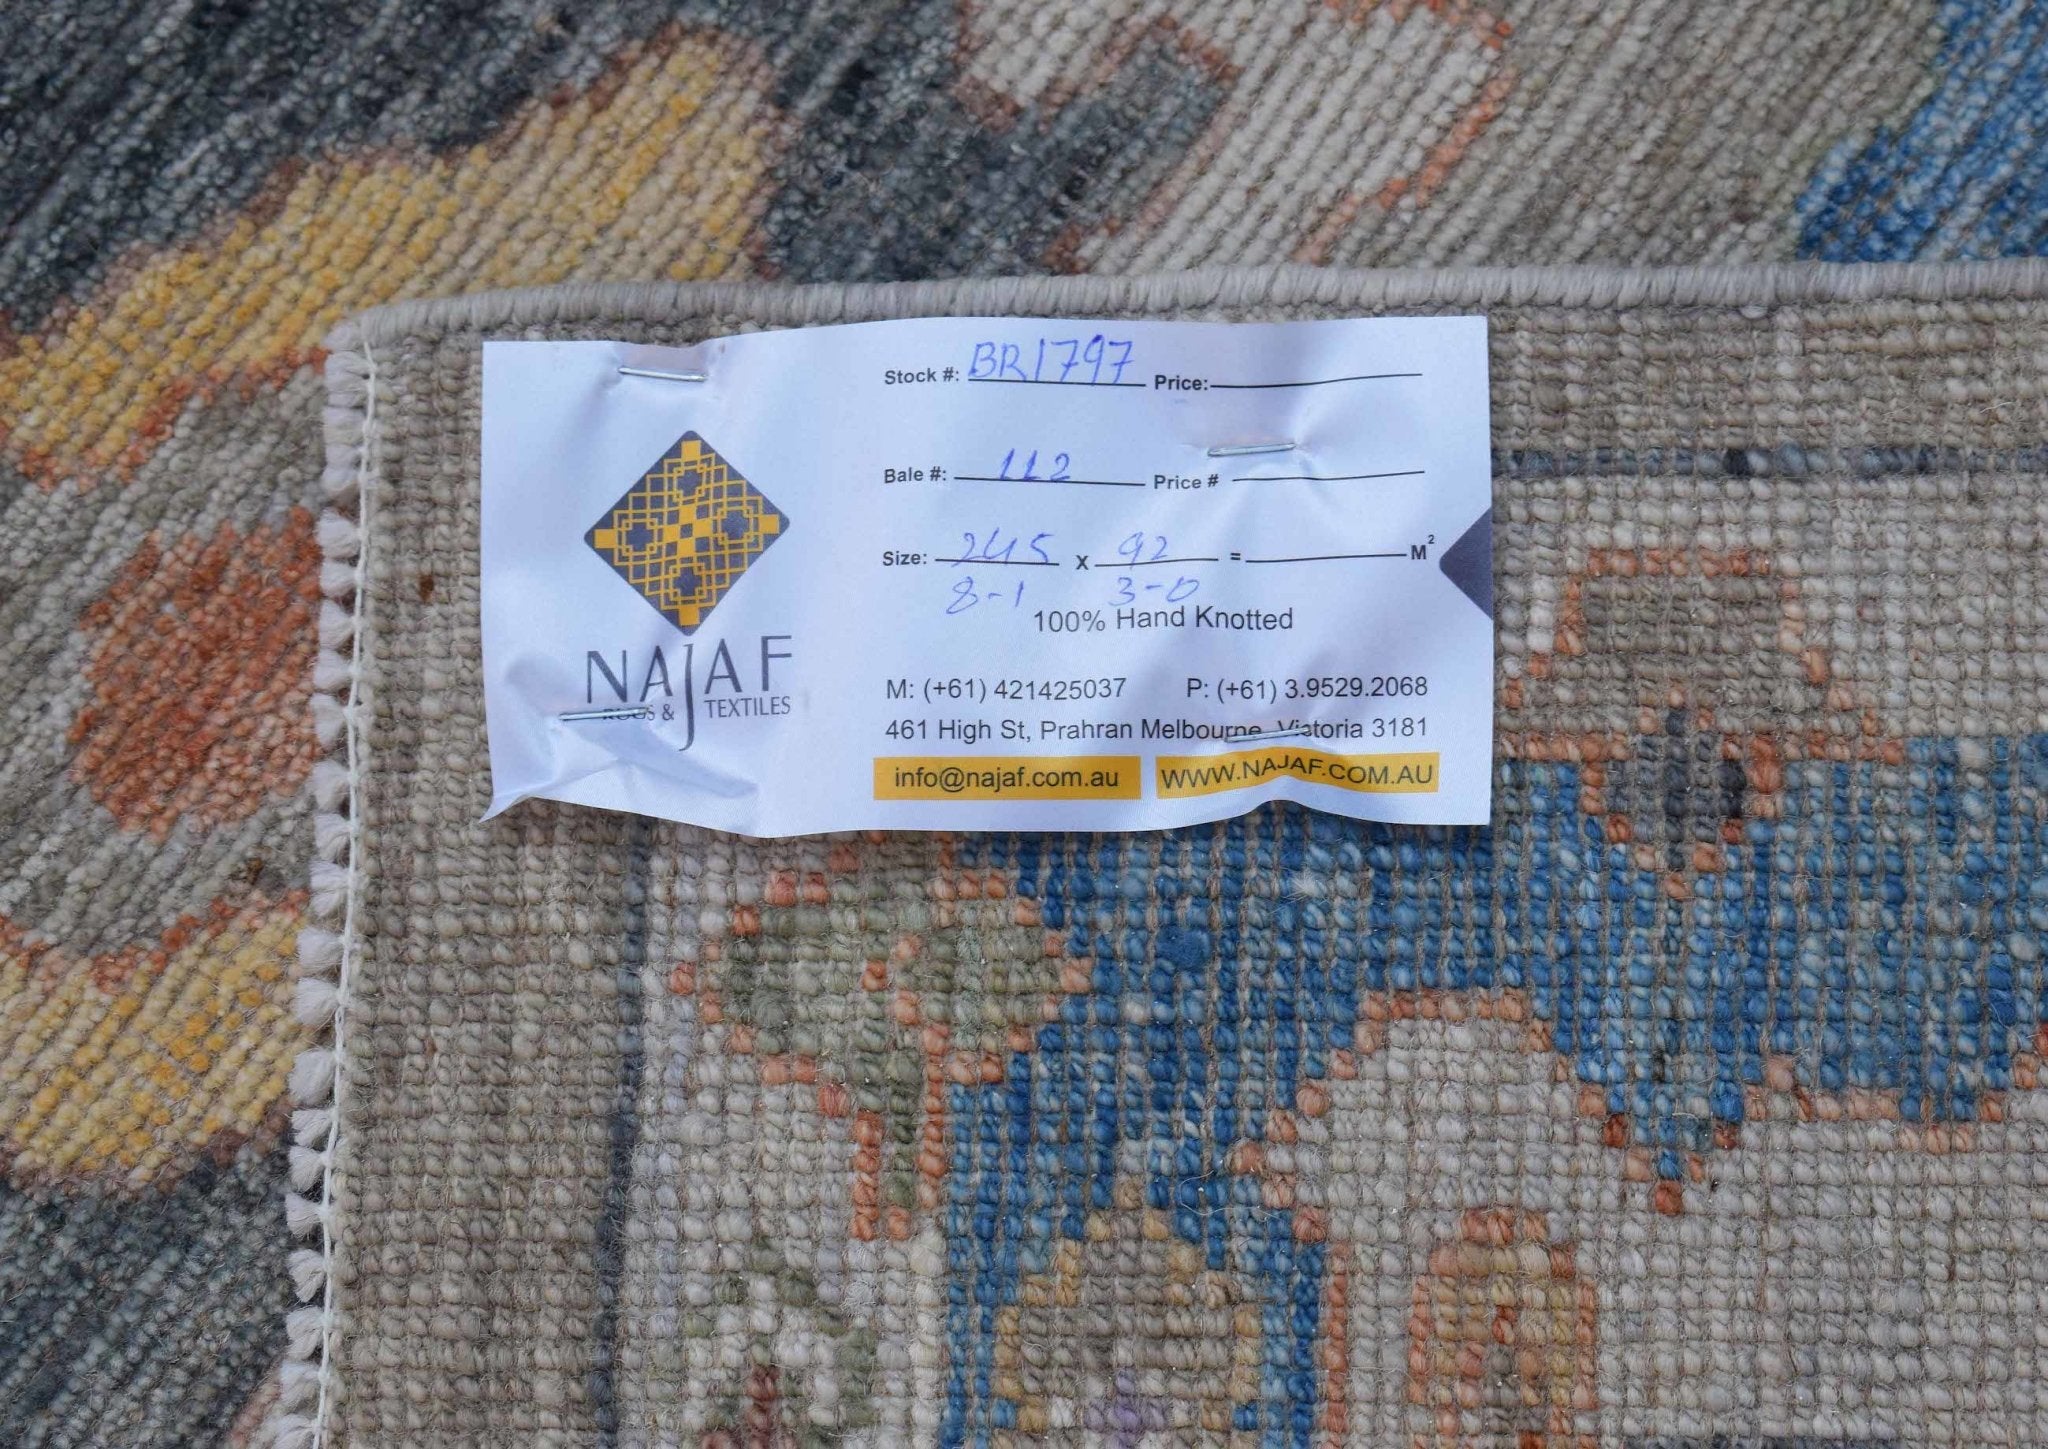 Stock #: BR1797 Price:
Bale #: 112 Price #
Size: 245 x 92 = M²
8-1 3-0
100% Hand Knotted
NAJAF
RUGS & TEXTILES
M: (+61) 421425037 P: (+61) 3.9529.2068
461 High St, Prahran Melbourne, Viatoria 3181
info@najaf.com.au WWW.NAJAF.COM.AU